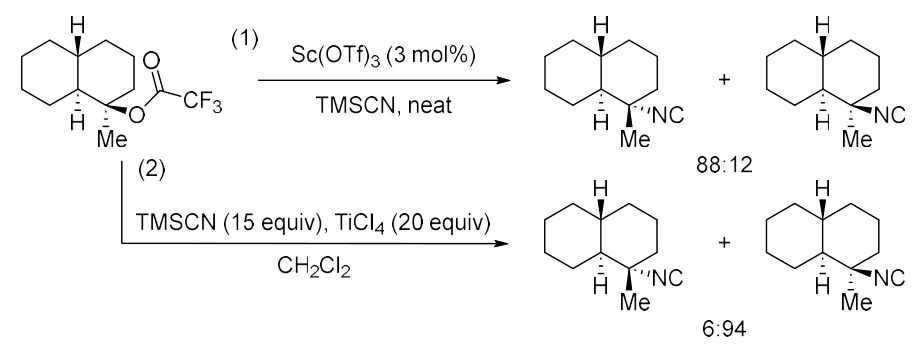 H
(1)
O
O
CF₃
H
Me
Sc(OTf)₃ (3 mol%)
TMSCN, neat
H
H
NC
Me
+
H
H
NC
Me
88:12
(2)
TMSCN (15 equiv), TiCl₄ (20 equiv)
CH₂Cl₂
H
H
NC
Me
+
H
H
NC
Me
6:94